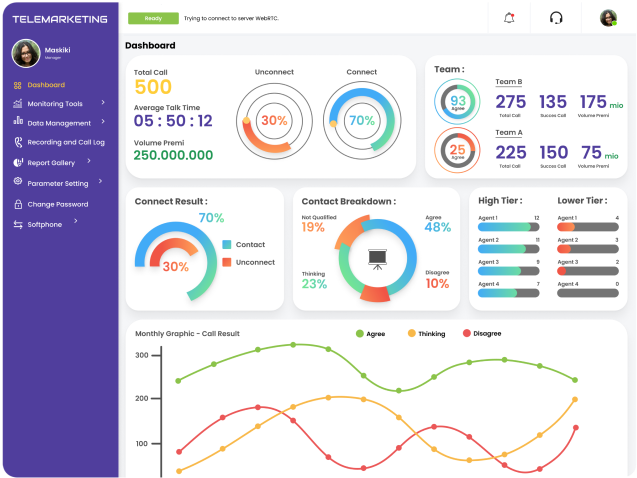 TELEMARKETING
Maskiki
Manager
Dashboard
Monitoring Tools
Data Management
Recording and Call Log
Report Gallery
Parameter Setting
Change Password
Softphone
Ready
Trying to connect to server WebRTC.
Dashboard
Total Call
500
Average Talk Time
05 : 50 : 12
Volume Premi
250.000.000
Unconnect
30%
Connect
70%
Team :
93
Agree
Team B
275 135 175 mio
Total Call Succes Call Volume Premi
25
Agree
Team A
225 150 75 mio
Total Call Succes Call Volume Premi
Connect Result :
70%
30%
Contact
Unconnect
Contact Breakdown :
Not Qualified
19%
Agree
48%
Thinking
23%
Disagree
10%
High Tier :
Agent 1 12
Agent 2 11
Agent 3 9
Agent 4 7
Lower Tier :
Agent 1 4
Agent 2 3
Agent 3 2
Agent 4 0
Monthly Graphic - Call Result
Agree Thinking Disagree
300
200
100